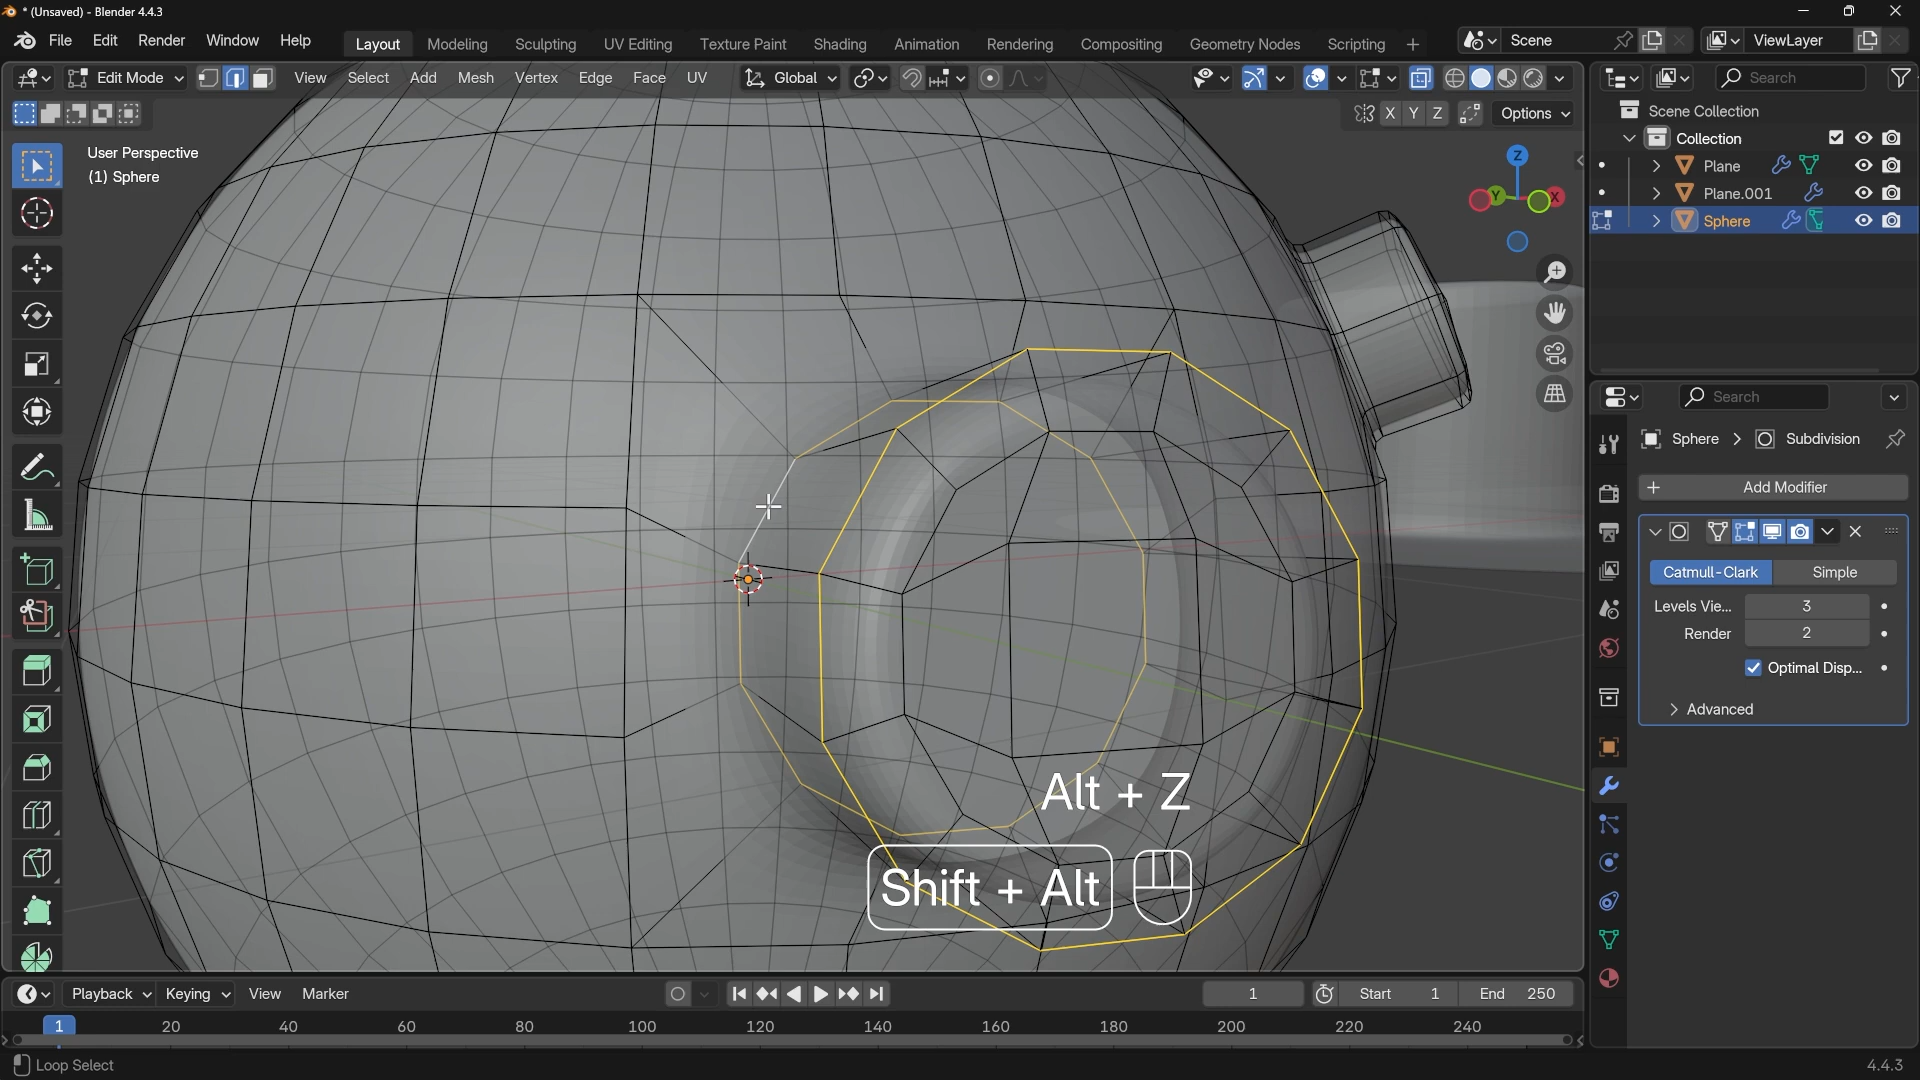 * (Unsaved) - Blender 4.4.3
File Edit Render Window Help Layout Modeling Sculpting UV Editing Texture Paint Shading Animation Rendering Compositing Geometry Nodes Scripting + Scene ViewLayer
Edit Mode View Select Add Mesh Vertex Edge Face UV Global Search
X Y Z Options
User Perspective
(1) Sphere
Z
Y
X
Scene Collection
Collection
Plane
Plane.001
Sphere
Search
Sphere > Subdivision
+ Add Modifier
Catmull-Clark Simple
Levels Vie... 3
Render 2
Optimal Disp...
Advanced
Alt + Z
Shift + Alt
Playback Keying View Marker 1 Start 1 End 250
1 20 40 60 80 100 120 140 160 180 200 220 240
Loop Select 4.4.3